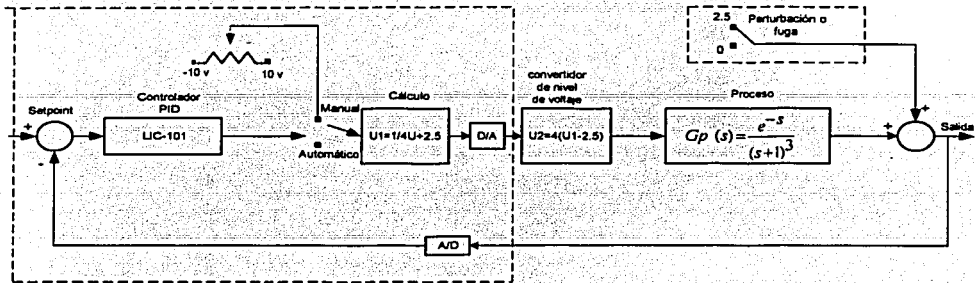 2.5
Perturbación o
fuga
0
-10 v
10 v
Setpoint
Controlador
PID
LIC-101
Manual
Automático
Cálculo
U1=1/4U+2.5
D/A
convertidor
de nivel
de voltaje
U2=4(U1-2.5)
Proceso
Gp (s) = e^{-s} / (s+1)^3
Salida
+
-
+
+
A/D